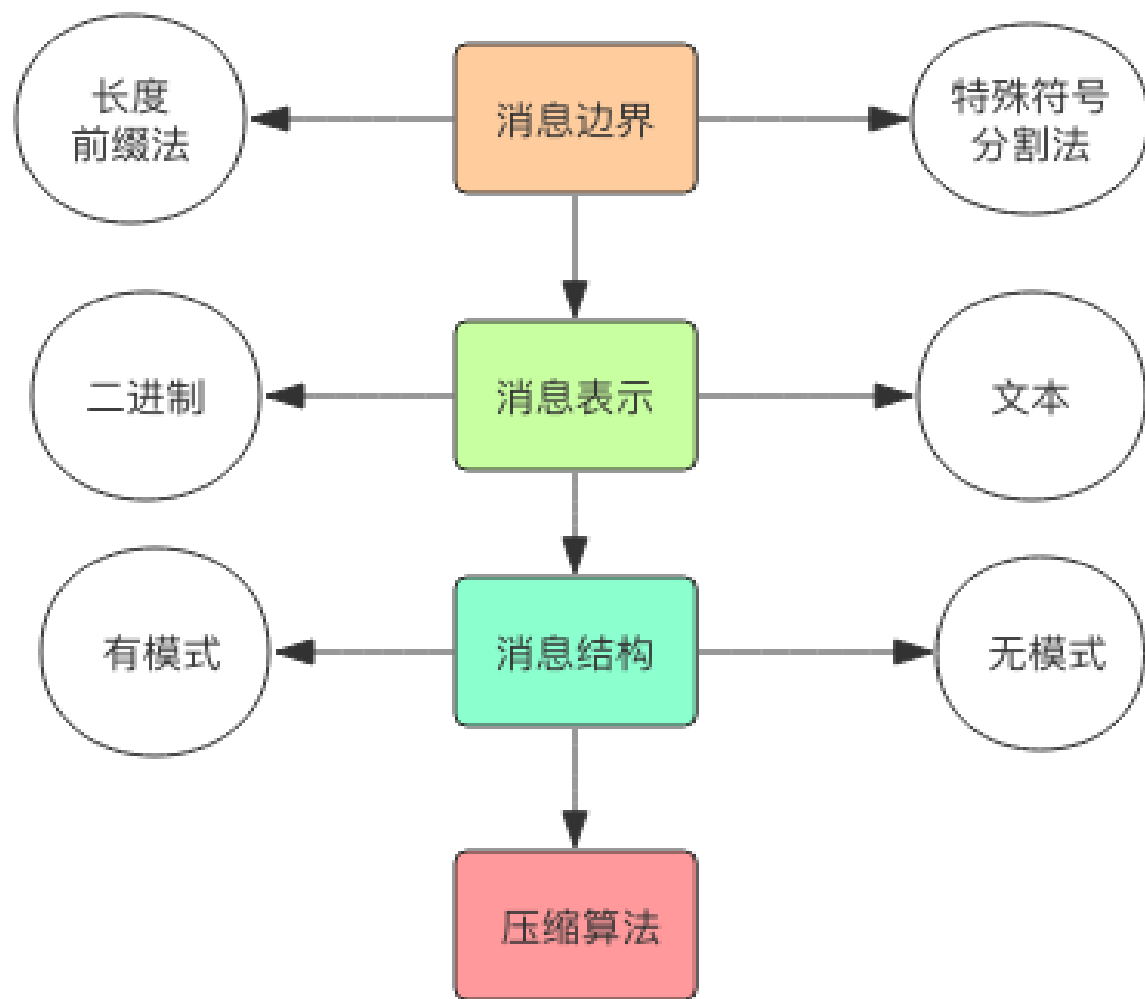 长度
前缀法
消息边界
特殊符号
分割法
二进制
消息表示
文本
有模式
消息结构
无模式
压缩算法